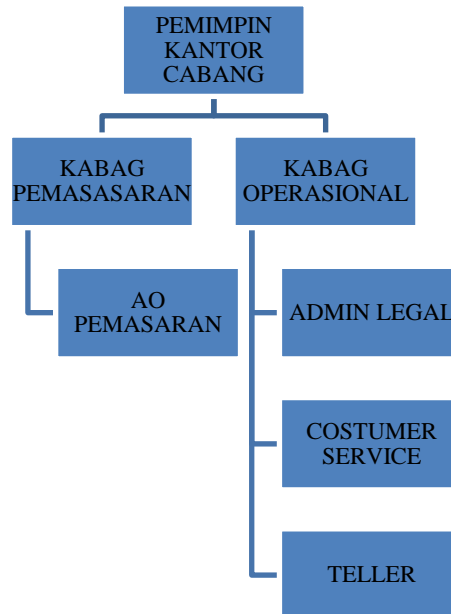 PEMIMPIN
KANTOR
CABANG
KABAG
PEMASASARAN
KABAG
OPERASIONAL
AO
PEMASARAN
ADMIN LEGAL
COSTUMER
SERVICE
TELLER